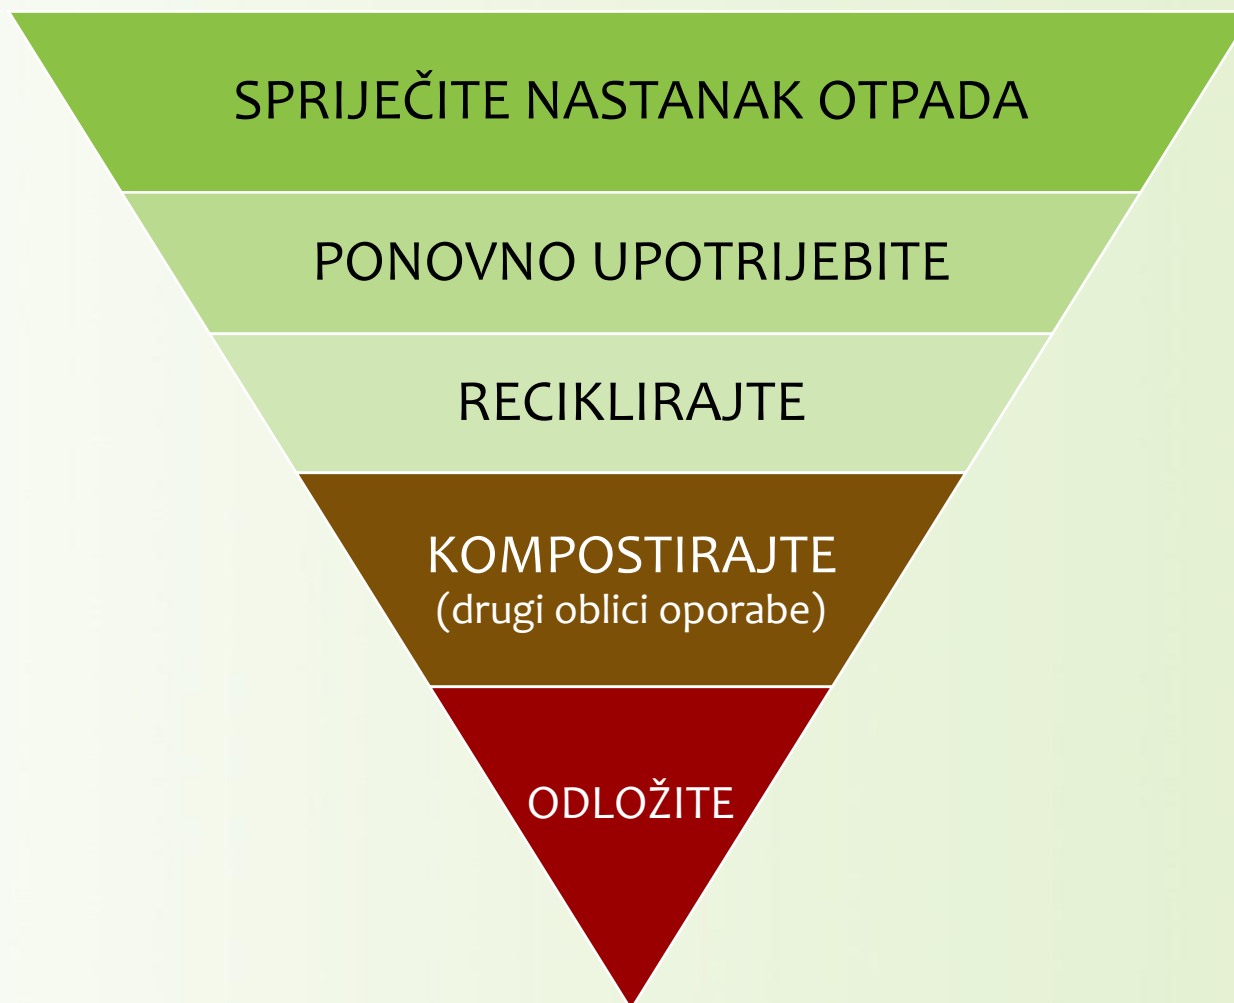 SPRIJEČITE NASTANAK OTPADA
PONOVNO UPOTRIJEBITE
RECIKLIRAJTE
KOMPOSTIRAJTE
(drugi oblici oporabe)
ODLOŽITE